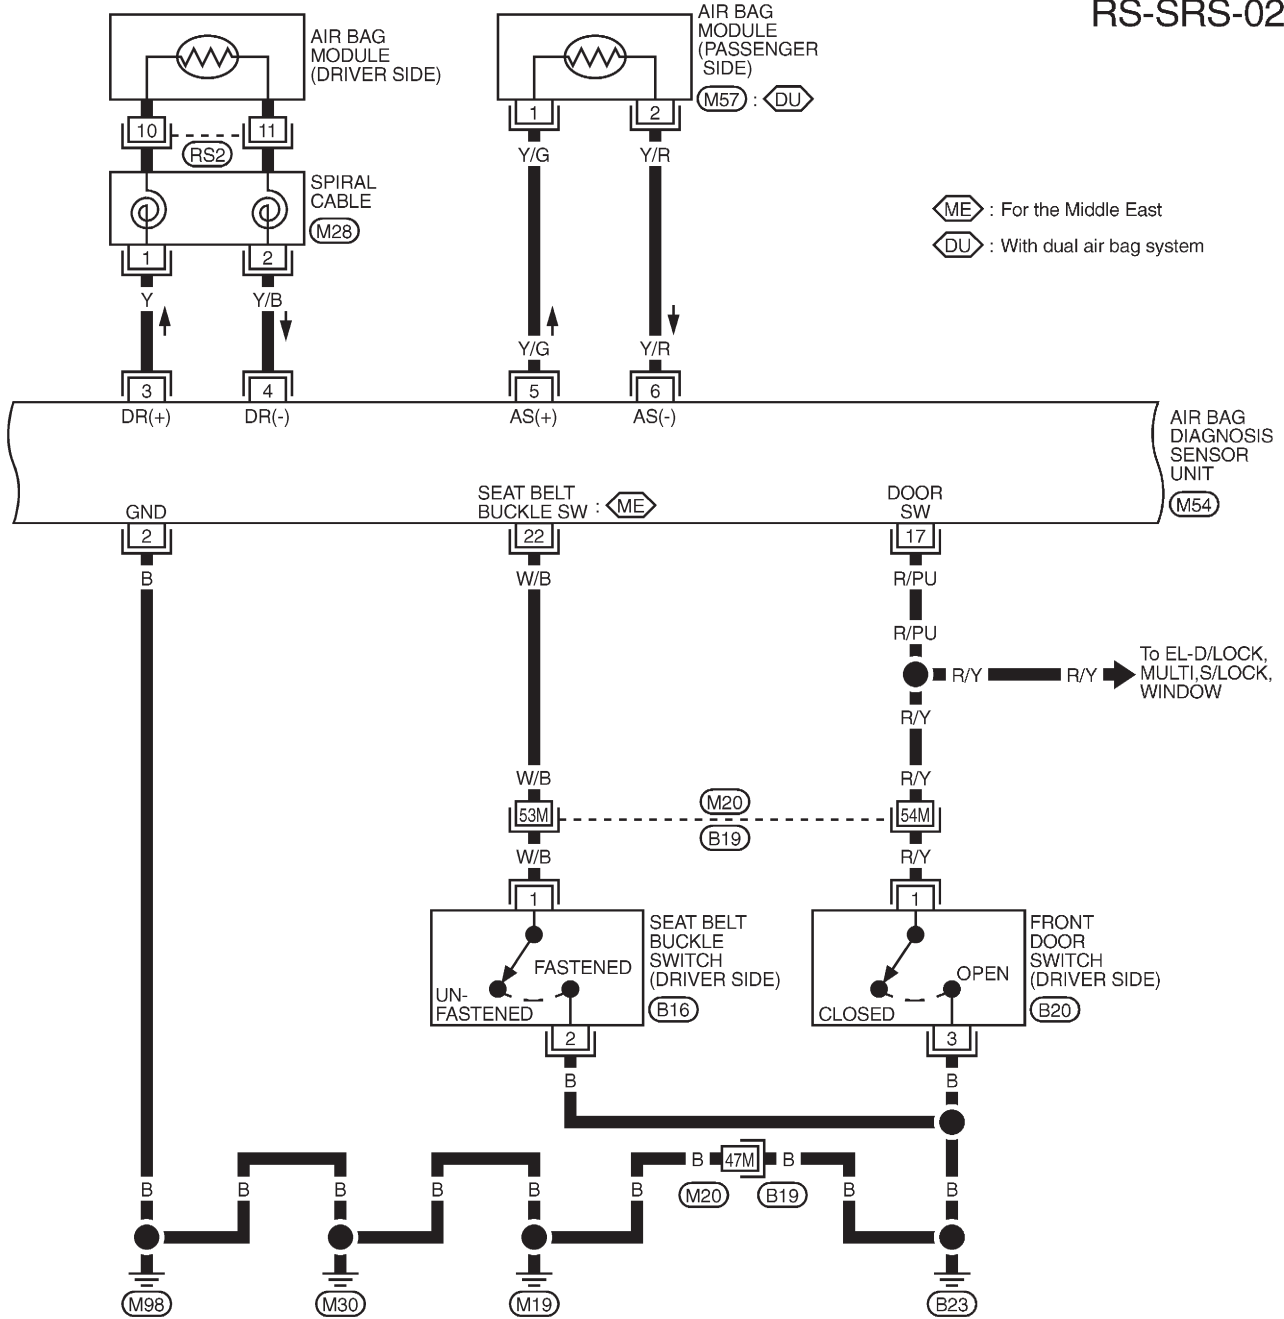 RS-SRS-02
AIR BAG
MODULE
(DRIVER SIDE)
AIR BAG
MODULE
(PASSENGER
SIDE)
M57 : DU
10
11
RS2
1
2
Y/G
Y/R
SPIRAL
CABLE
M28
ME : For the Middle East
DU : With dual air bag system
1
2
Y
Y/B
Y/G
Y/R
3
4
5
6
DR(+)
DR(-)
AS(+)
AS(-)
AIR BAG
DIAGNOSIS
SENSOR
UNIT
M54
GND
SEAT BELT
BUCKLE SW : ME
DOOR
SW
2
22
17
B
W/B
R/PU
R/PU
R/Y
R/Y
To EL-D/LOCK,
MULTI,S/LOCK,
WINDOW
R/Y
W/B
R/Y
53M
M20
B19
54M
W/B
R/Y
1
1
SEAT BELT
BUCKLE
SWITCH
(DRIVER SIDE)
B16
FASTENED
UN-
FASTENED
FRONT
DOOR
SWITCH
(DRIVER SIDE)
B20
OPEN
CLOSED
2
3
B
B
B
47M
B
M20
B19
B
B
B
B
B
B
B
B
M98
M30
M19
B23